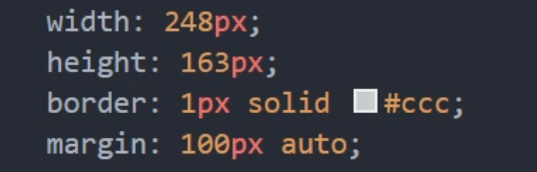 width: 248px;
height: 163px;
border: 1px solid #ccc;
margin: 100px auto;